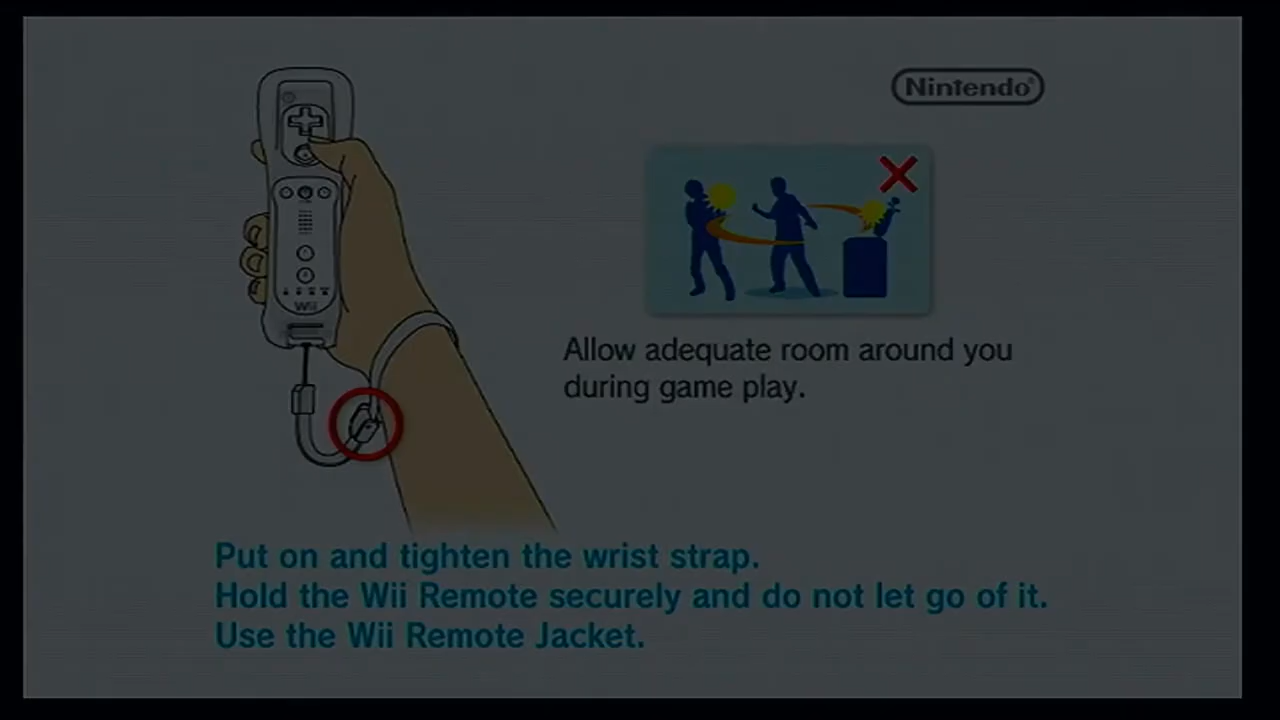 Nintendo®
Wii
Allow adequate room around you
during game play.
Put on and tighten the wrist strap.
Hold the Wii Remote securely and do not let go of it.
Use the Wii Remote Jacket.